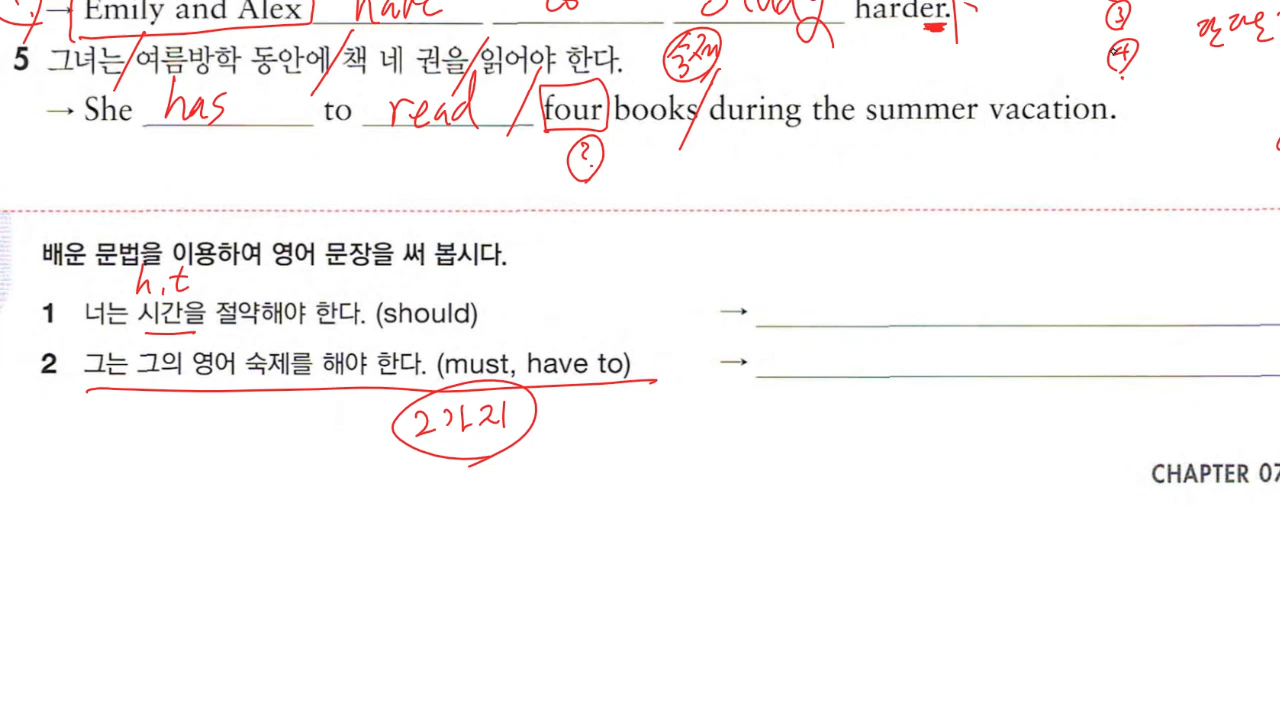 → Emily and Alex have to study harder.
③
④
5 그녀는 / 여름방학 동안에 / 책 네 권을 / 읽어야 한다.
→ She has to read / four books / during the summer vacation.
?
배운 문법을 이용하여 영어 문장을 써 봅시다.
h.t
1 너는 시간을 절약해야 한다. (should) →
2 그는 그의 영어 숙제를 해야 한다. (must, have to) →
2가지
CHAPTER 07